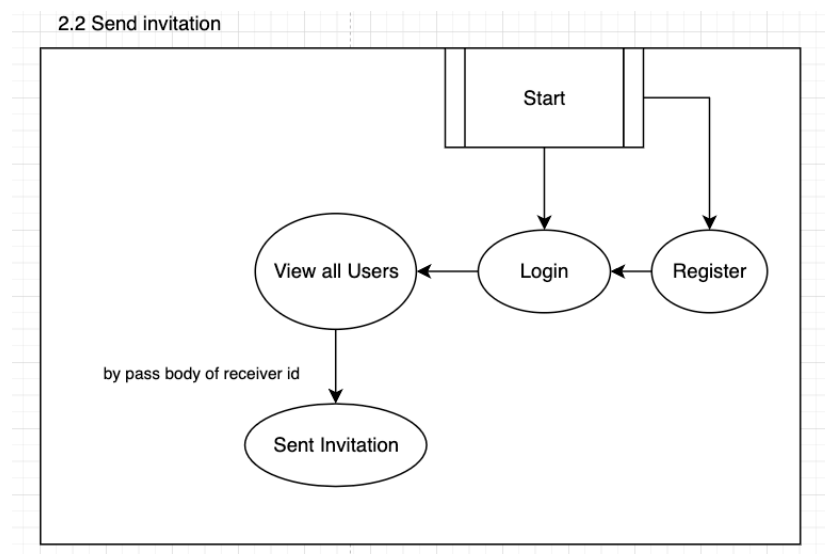 2.2 Send invitation
Start
View all Users
Login
Register
by pass body of receiver id
Sent Invitation